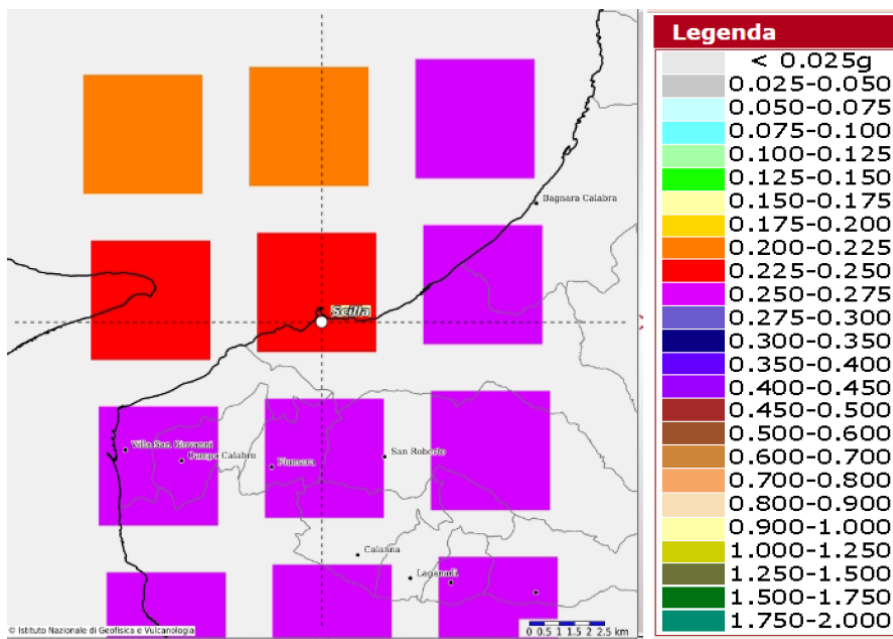 Bagnara Calabra
Scilla
Villa San Giovanni
Campo Calabro
Fiumara
San Roberto
Calanna
Laganadi
© Istituto Nazionale di Geofisica e Vulcanologia
0 0.5 1 1.5 2 2.5 km
Legenda
< 0.025g
0.025-0.050
0.050-0.075
0.075-0.100
0.100-0.125
0.125-0.150
0.150-0.175
0.175-0.200
0.200-0.225
0.225-0.250
0.250-0.275
0.275-0.300
0.300-0.350
0.350-0.400
0.400-0.450
0.450-0.500
0.500-0.600
0.600-0.700
0.700-0.800
0.800-0.900
0.900-1.000
1.000-1.250
1.250-1.500
1.500-1.750
1.750-2.000